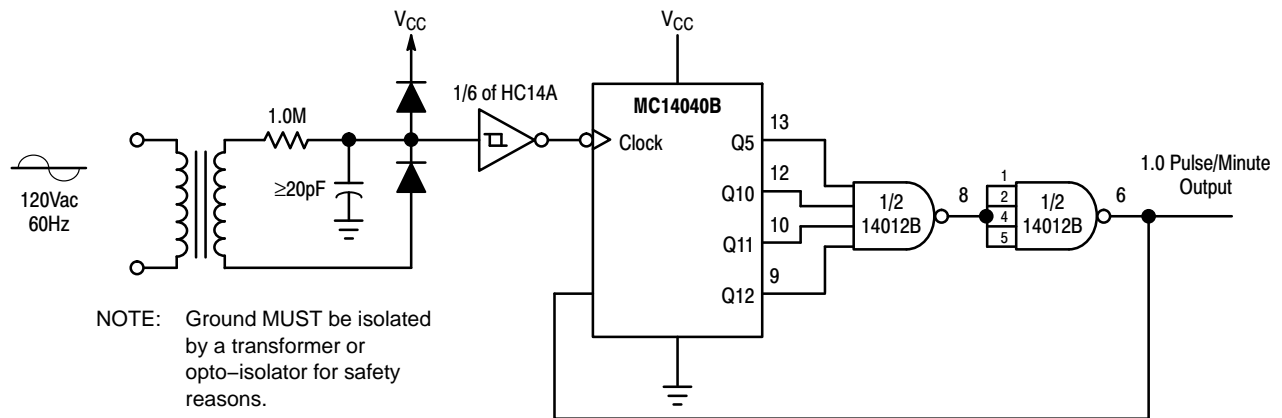 VCC
VCC
1/6 of HC14A
MC14040B
1.0M
13
Q5
Clock
1.0 Pulse/Minute
Output
12
Q10
≥20pF
1/2
14012B
8
1
2
4
5
1/2
14012B
6
120Vac
60Hz
10
Q11
9
Q12
NOTE: Ground MUST be isolated
by a transformer or
opto−isolator for safety
reasons.